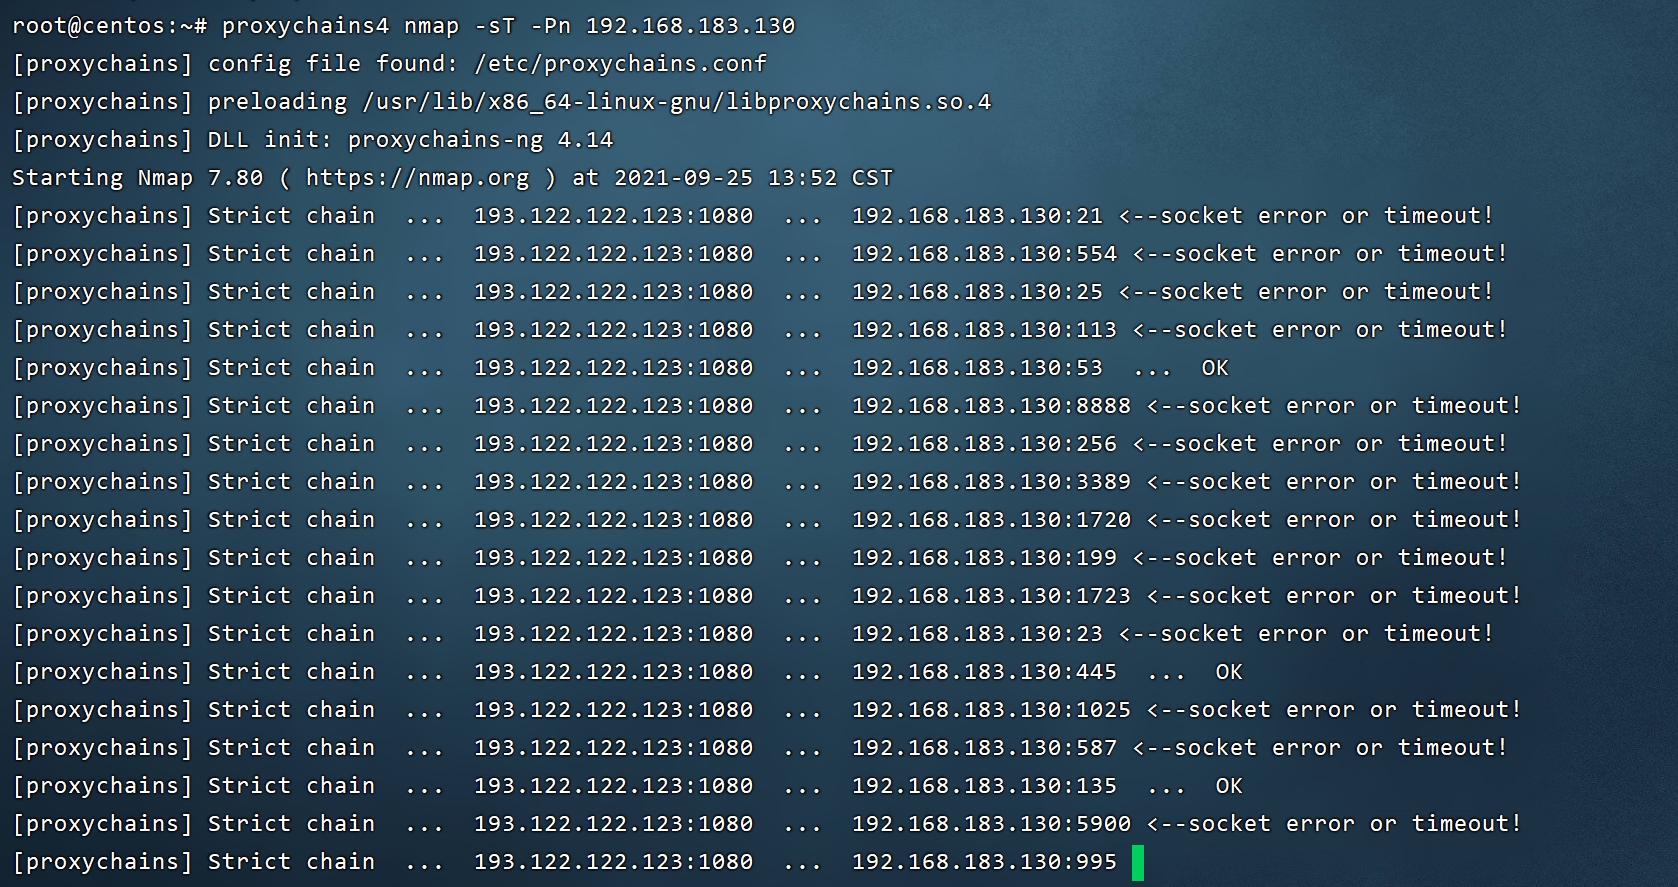 root@centos:~# proxychains4 nmap -sT -Pn 192.168.183.130
[proxychains] config file found: /etc/proxychains.conf
[proxychains] preloading /usr/lib/x86_64-linux-gnu/libproxychains.so.4
[proxychains] DLL init: proxychains-ng 4.14
Starting Nmap 7.80 ( https://nmap.org ) at 2021-09-25 13:52 CST
[proxychains] Strict chain  ...  193.122.122.123:1080  ...  192.168.183.130:21 <--socket error or timeout!
[proxychains] Strict chain  ...  193.122.122.123:1080  ...  192.168.183.130:554 <--socket error or timeout!
[proxychains] Strict chain  ...  193.122.122.123:1080  ...  192.168.183.130:25 <--socket error or timeout!
[proxychains] Strict chain  ...  193.122.122.123:1080  ...  192.168.183.130:113 <--socket error or timeout!
[proxychains] Strict chain  ...  193.122.122.123:1080  ...  192.168.183.130:53  ...  OK
[proxychains] Strict chain  ...  193.122.122.123:1080  ...  192.168.183.130:8888 <--socket error or timeout!
[proxychains] Strict chain  ...  193.122.122.123:1080  ...  192.168.183.130:256 <--socket error or timeout!
[proxychains] Strict chain  ...  193.122.122.123:1080  ...  192.168.183.130:3389 <--socket error or timeout!
[proxychains] Strict chain  ...  193.122.122.123:1080  ...  192.168.183.130:1720 <--socket error or timeout!
[proxychains] Strict chain  ...  193.122.122.123:1080  ...  192.168.183.130:199 <--socket error or timeout!
[proxychains] Strict chain  ...  193.122.122.123:1080  ...  192.168.183.130:1723 <--socket error or timeout!
[proxychains] Strict chain  ...  193.122.122.123:1080  ...  192.168.183.130:23 <--socket error or timeout!
[proxychains] Strict chain  ...  193.122.122.123:1080  ...  192.168.183.130:445  ...  OK
[proxychains] Strict chain  ...  193.122.122.123:1080  ...  192.168.183.130:1025 <--socket error or timeout!
[proxychains] Strict chain  ...  193.122.122.123:1080  ...  192.168.183.130:587 <--socket error or timeout!
[proxychains] Strict chain  ...  193.122.122.123:1080  ...  192.168.183.130:135  ...  OK
[proxychains] Strict chain  ...  193.122.122.123:1080  ...  192.168.183.130:5900 <--socket error or timeout!
[proxychains] Strict chain  ...  193.122.122.123:1080  ...  192.168.183.130:995